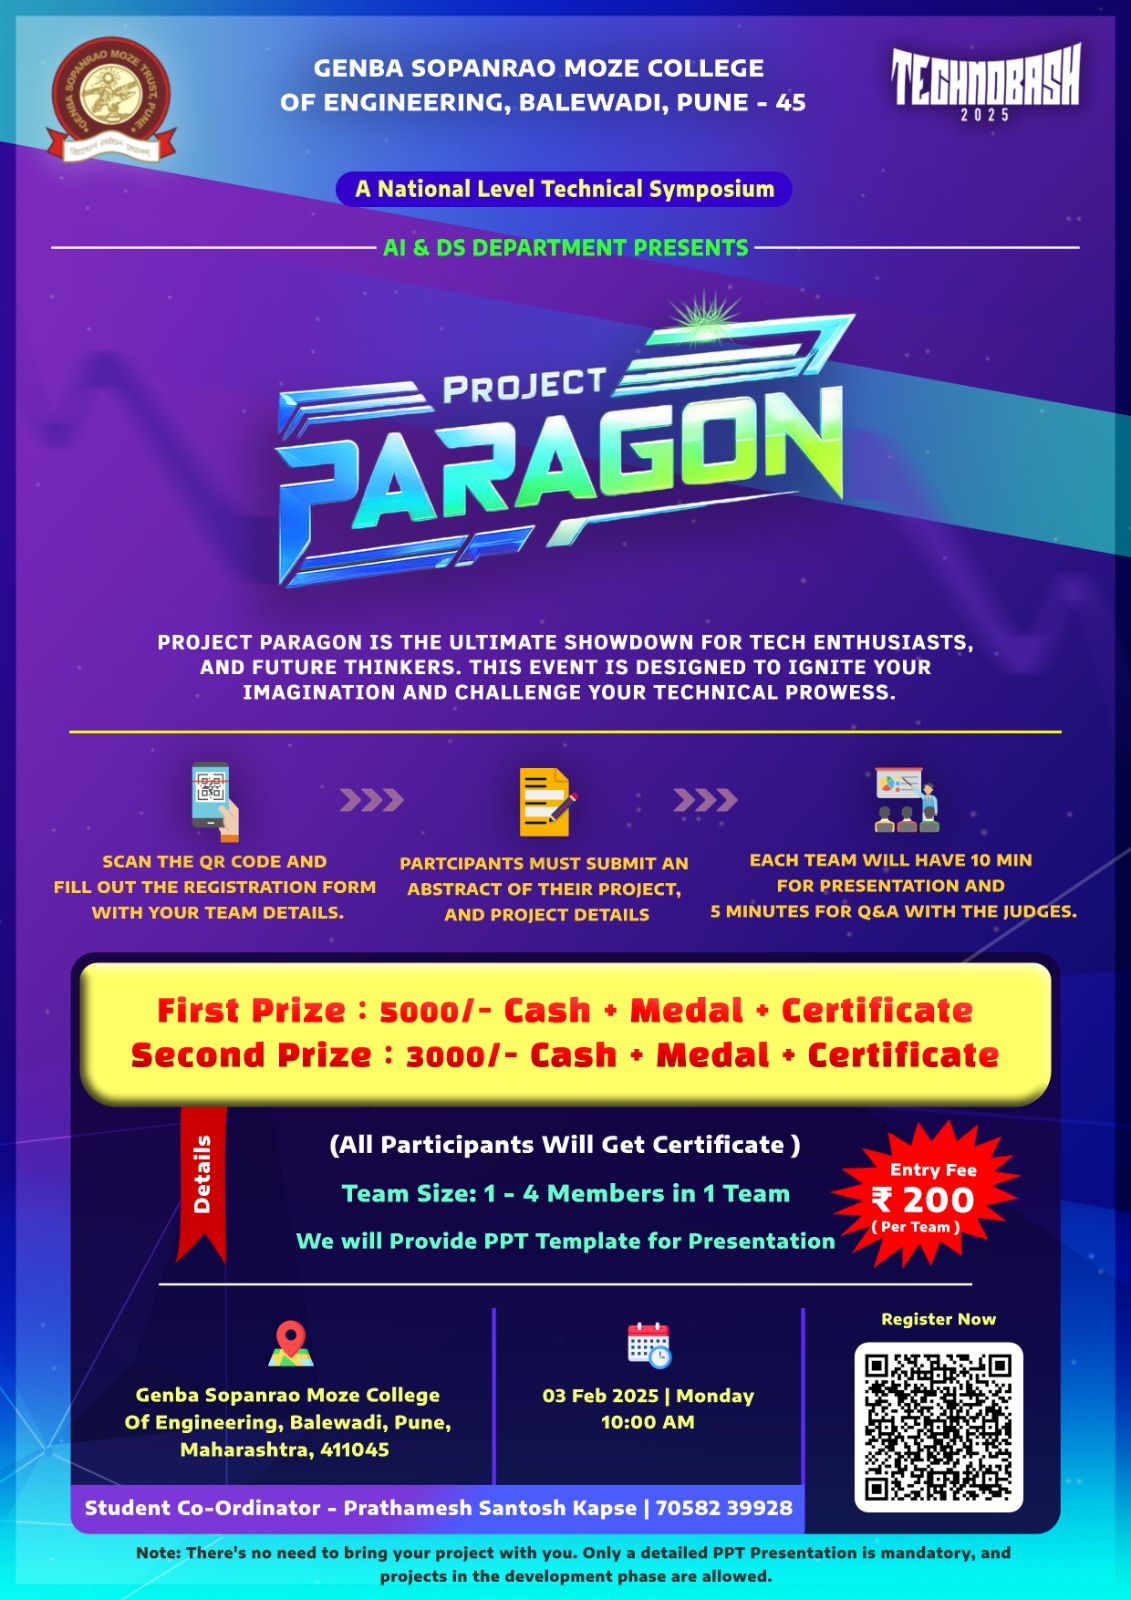 GENBA SOPANRAO MOZE TRUST, PUNE
GENBA SOPANRAO MOZE COLLEGE
OF ENGINEERING, BALEWADI, PUNE - 45
TECHNOBASH
2025
A National Level Technical Symposium
AI & DS DEPARTMENT PRESENTS
PROJECT
PARAGON
PROJECT PARAGON IS THE ULTIMATE SHOWDOWN FOR TECH ENTHUSIASTS,
AND FUTURE THINKERS. THIS EVENT IS DESIGNED TO IGNITE YOUR
IMAGINATION AND CHALLENGE YOUR TECHNICAL PROWESS.
SCAN THE QR CODE AND
FILL OUT THE REGISTRATION FORM
WITH YOUR TEAM DETAILS.
PARTCIPANTS MUST SUBMIT AN
ABSTRACT OF THEIR PROJECT,
AND PROJECT DETAILS
EACH TEAM WILL HAVE 10 MIN
FOR PRESENTATION AND
5 MINUTES FOR Q&A WITH THE JUDGES.
First Prize : 5000/- Cash + Medal + Certificate
Second Prize : 3000/- Cash + Medal + Certificate
Details
(All Participants Will Get Certificate )
Team Size: 1 - 4 Members in 1 Team
We will Provide PPT Template for Presentation
Entry Fee
₹ 200
( Per Team )
Genba Sopanrao Moze College
Of Engineering, Balewadi, Pune,
Maharashtra, 411045
03 Feb 2025 | Monday
10:00 AM
Register Now
Student Co-Ordinator - Prathamesh Santosh Kapse | 70582 39928
Note: There's no need to bring your project with you. Only a detailed PPT Presentation is mandatory, and
projects in the development phase are allowed.